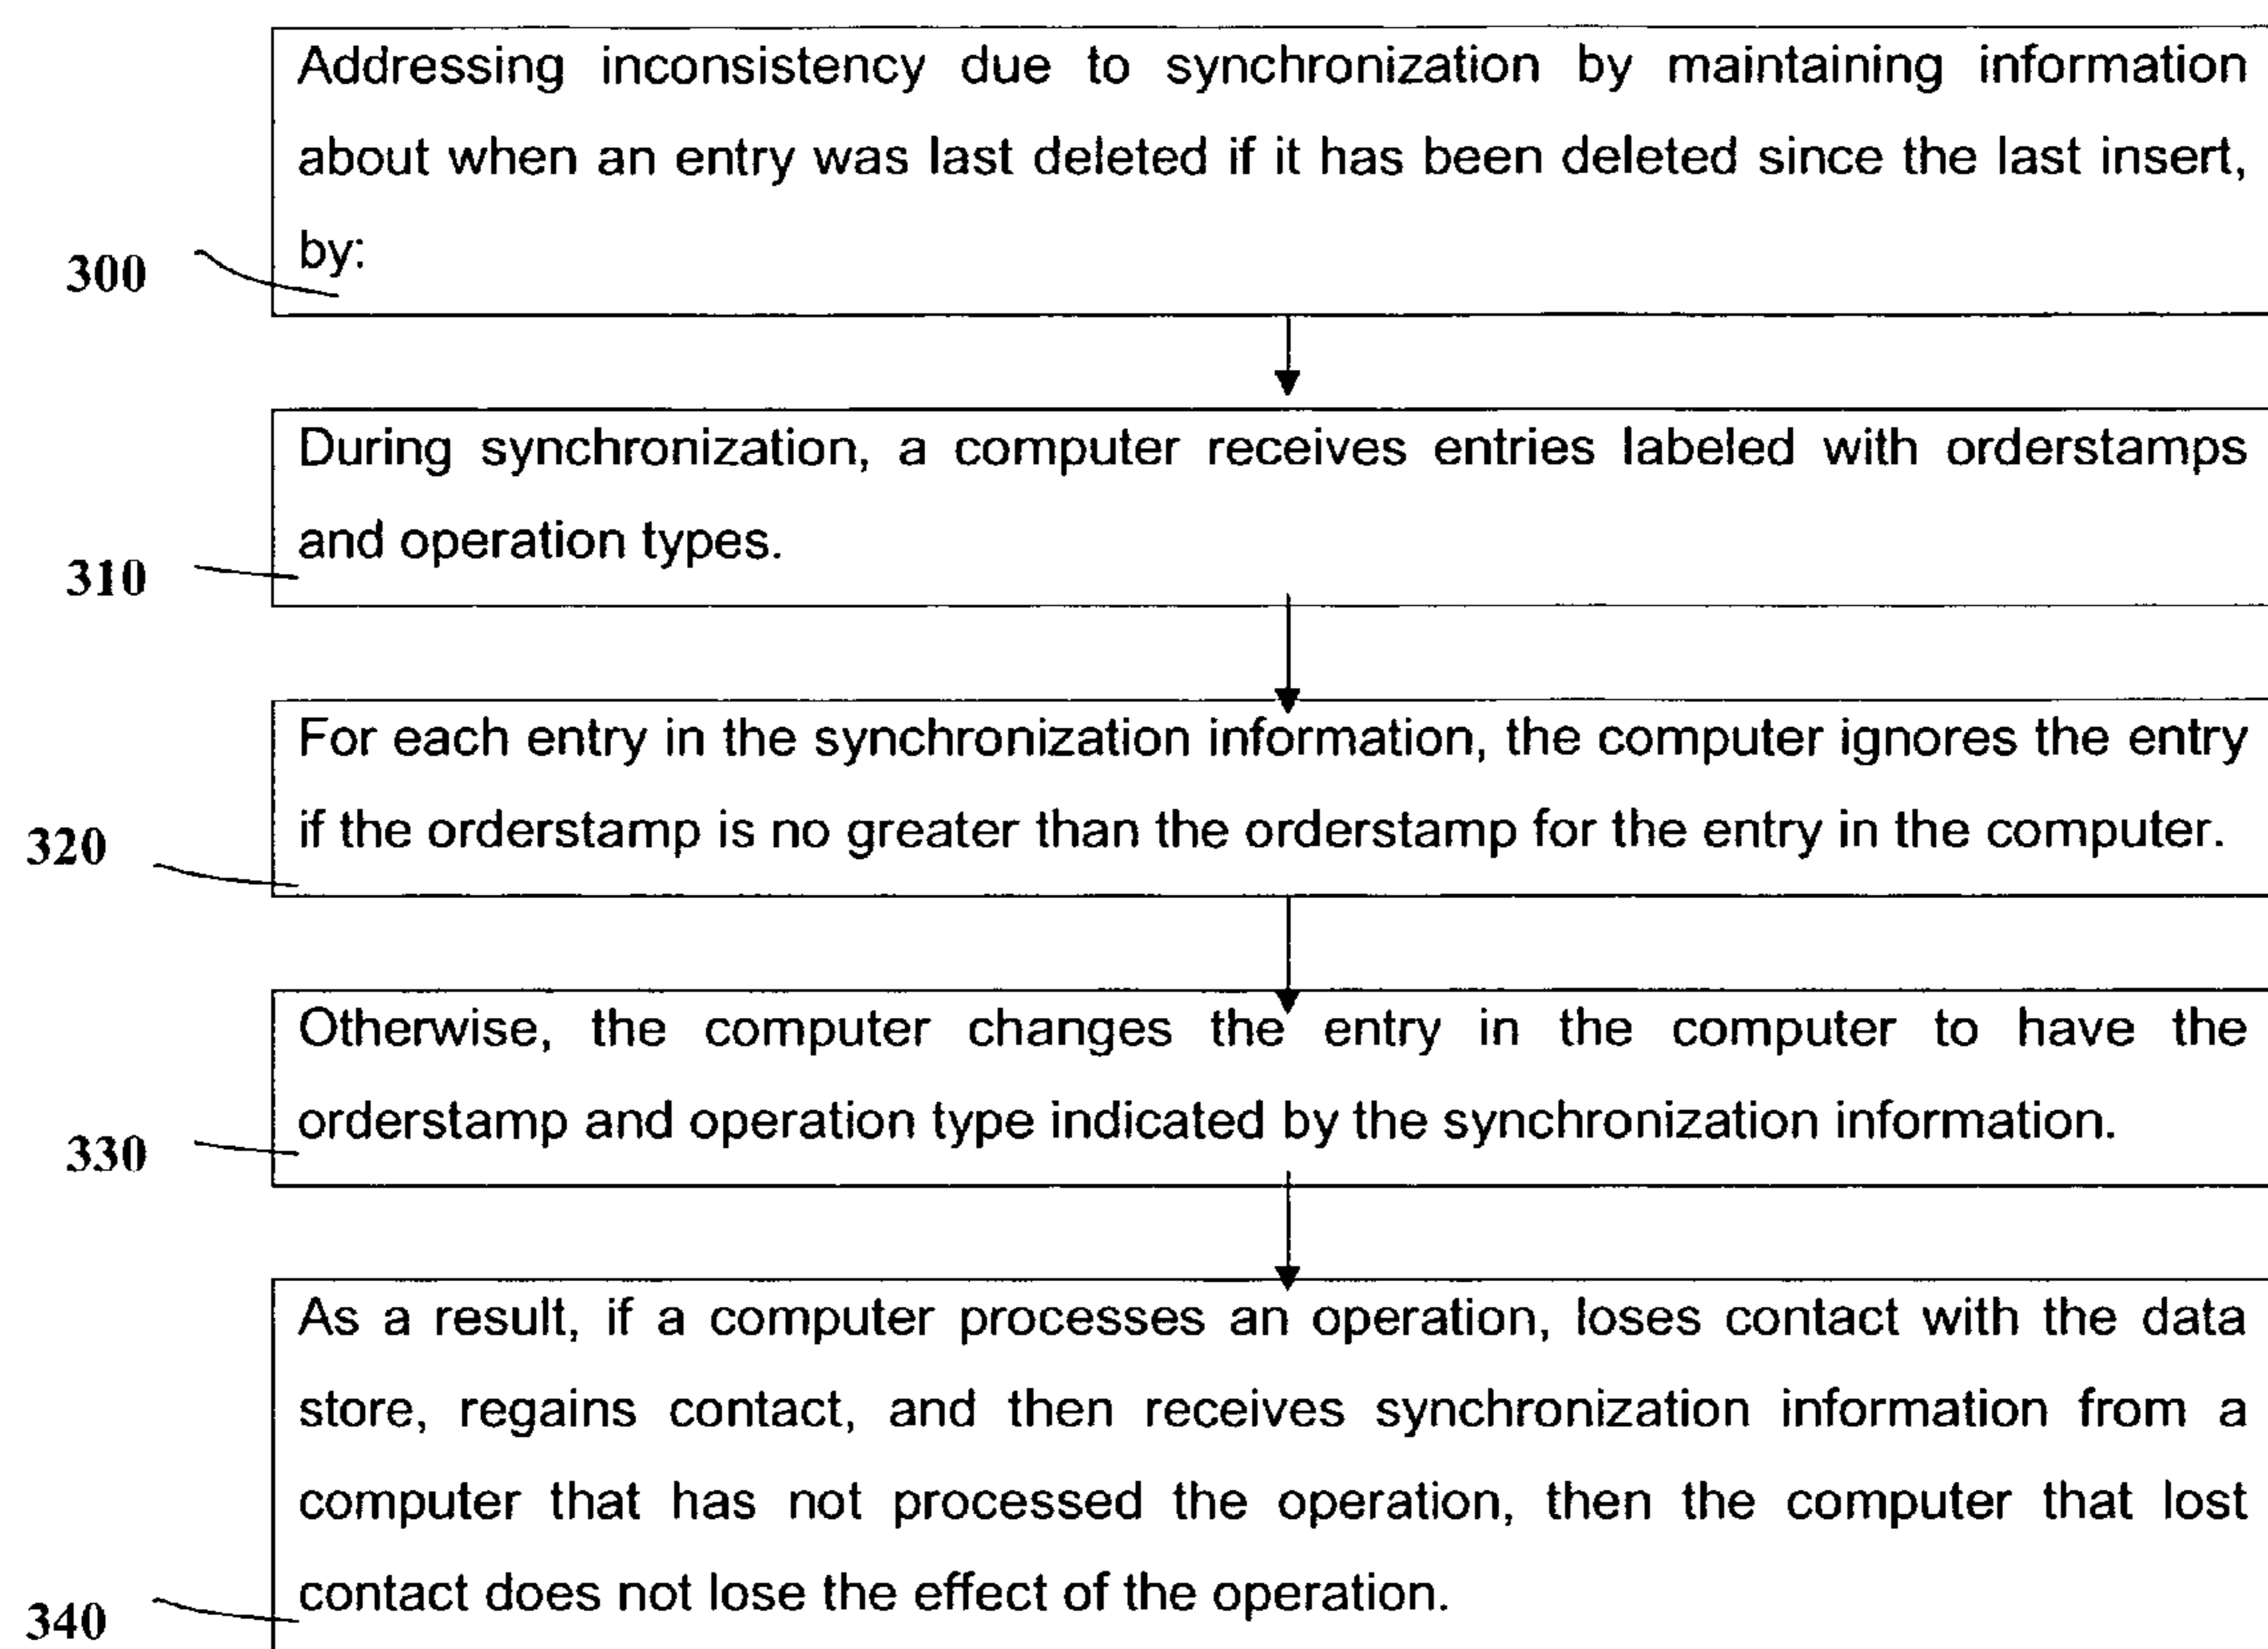 Addressing inconsistency due to synchronization by maintaining information
about when an entry was last deleted if it has been deleted since the last insert,
by:
300
During synchronization, a computer receives entries labeled with orderstamps
and operation types.
310
For each entry in the synchronization information, the computer ignores the entry
if the orderstamp is no greater than the orderstamp for the entry in the computer.
320
Otherwise, the computer changes the entry in the computer to have the
orderstamp and operation type indicated by the synchronization information.
330
As a result, if a computer processes an operation, loses contact with the data
store, regains contact, and then receives synchronization information from a
computer that has not processed the operation, then the computer that lost
contact does not lose the effect of the operation.
340